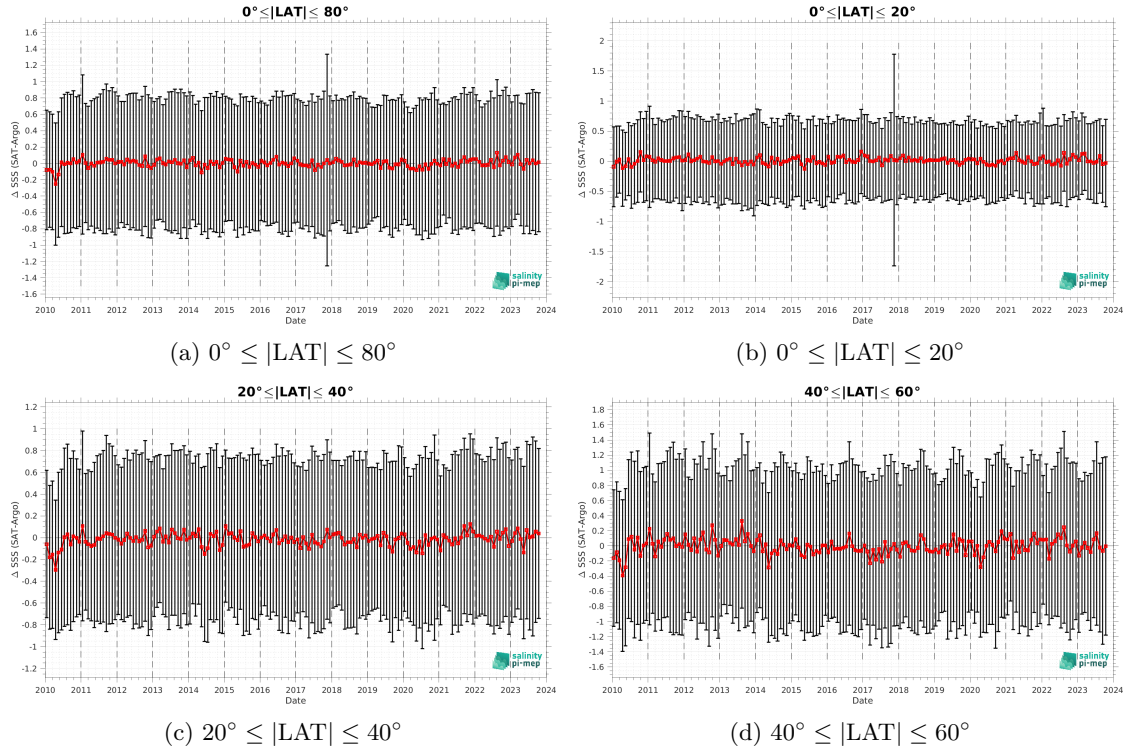 0°≤|LAT|≤ 80°
Δ SSS (SAT-Argo)
1.6
1.4
1.2
1
0.8
0.6
0.4
0.2
0
-0.2
-0.4
-0.6
-0.8
-1
-1.2
-1.4
-1.6
2010 2011 2012 2013 2014 2015 2016 2017 2018 2019 2020 2021 2022 2023 2024
Date
salinity
pi-mep
(a) 0° ≤ |LAT| ≤ 80°
0°≤|LAT|≤ 20°
Δ SSS (SAT-Argo)
2
1.5
1
0.5
0
-0.5
-1
-1.5
-2
2010 2011 2012 2013 2014 2015 2016 2017 2018 2019 2020 2021 2022 2023 2024
Date
salinity
pi-mep
(b) 0° ≤ |LAT| ≤ 20°
20°≤|LAT|≤ 40°
Δ SSS (SAT-Argo)
1.2
1
0.8
0.6
0.4
0.2
0
-0.2
-0.4
-0.6
-0.8
-1
-1.2
2010 2011 2012 2013 2014 2015 2016 2017 2018 2019 2020 2021 2022 2023 2024
Date
salinity
pi-mep
(c) 20° ≤ |LAT| ≤ 40°
40°≤|LAT|≤ 60°
Δ SSS (SAT-Argo)
1.8
1.6
1.4
1.2
1
0.8
0.6
0.4
0.2
0
-0.2
-0.4
-0.6
-0.8
-1
-1.2
-1.4
-1.6
2010 2011 2012 2013 2014 2015 2016 2017 2018 2019 2020 2021 2022 2023 2024
Date
salinity
pi-mep
(d) 40° ≤ |LAT| ≤ 60°